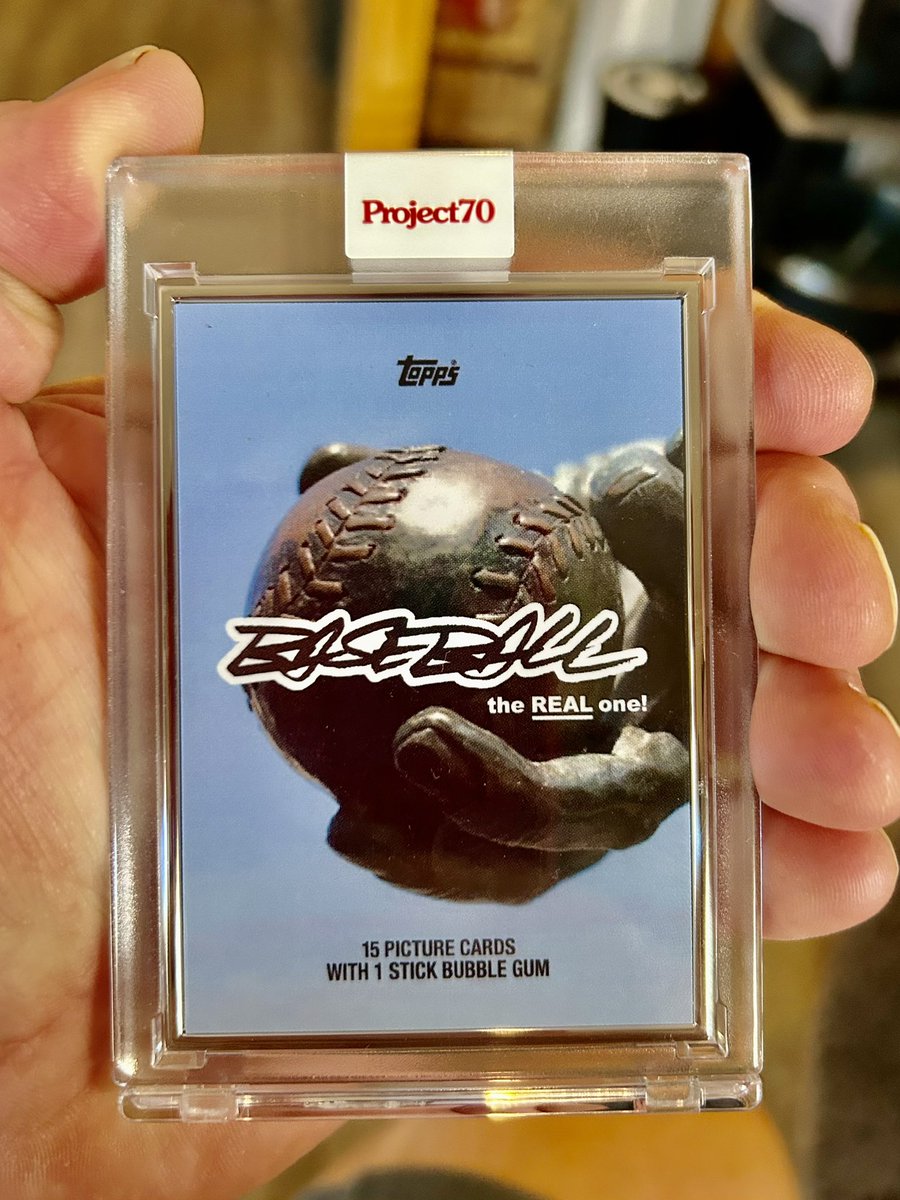 Project70
Topps
BASEBALL
the REAL one!
15 PICTURE CARDS
WITH 1 STICK BUBBLE GUM